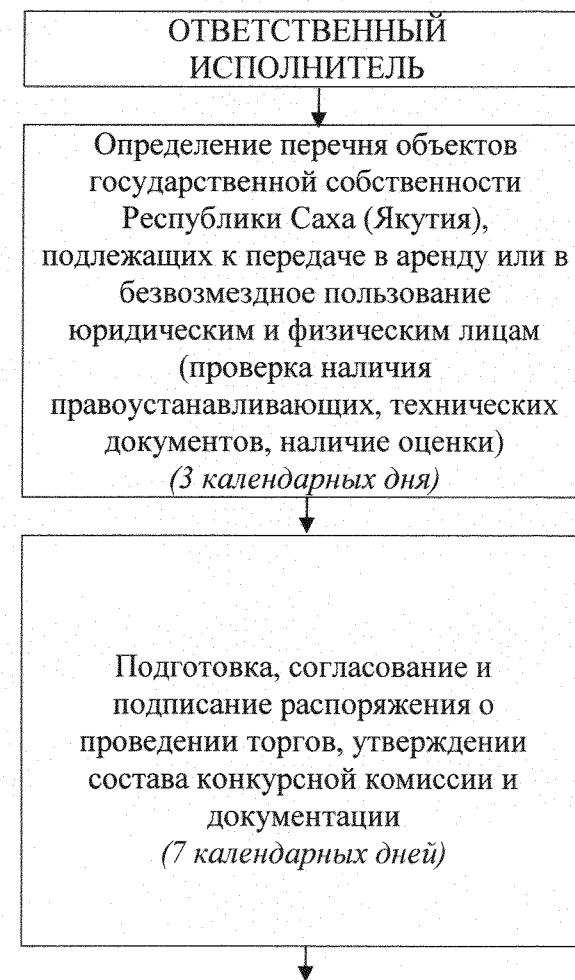 ОТВЕТСТВЕННЫЙ
ИСПОЛНИТЕЛЬ
Определение перечня объектов
государственной собственности
Республики Саха (Якутия),
подлежащих к передаче в аренду или в
безвозмездное пользование
юридическим и физическим лицам
(проверка наличия
правоустанавливающих, технических
документов, наличие оценки)
(3 календарных дня)
Подготовка, согласование и
подписание распоряжения о
проведении торгов, утверждении
состава конкурсной комиссии и
документации
(7 календарных дней)